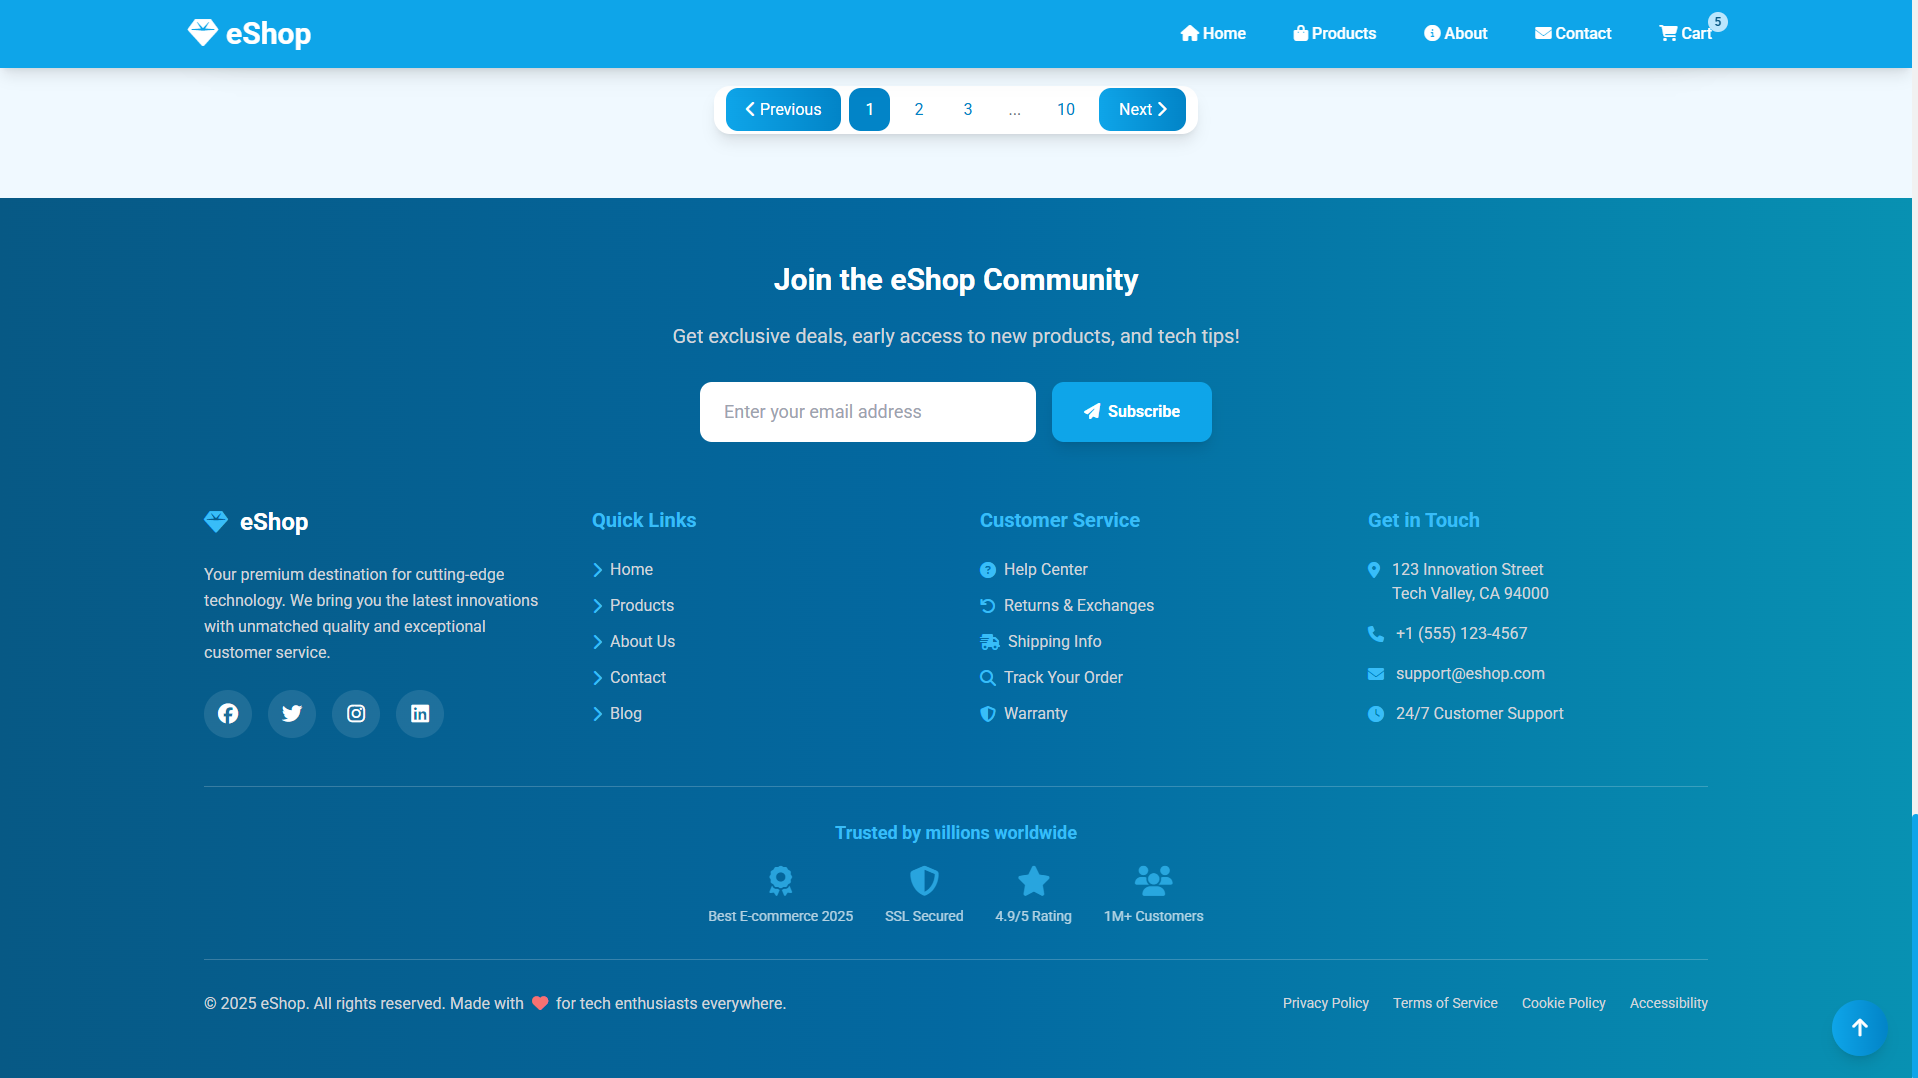 eShop
Home
Products
About
Contact
Cart
5
Previous
1
2
3
...
10
Next
Join the eShop Community
Get exclusive deals, early access to new products, and tech tips!
Enter your email address
Subscribe
eShop
Your premium destination for cutting-edge
technology. We bring you the latest innovations
with unmatched quality and exceptional
customer service.
Quick Links
Home
Products
About Us
Contact
Blog
Customer Service
Help Center
Returns & Exchanges
Shipping Info
Track Your Order
Warranty
Get in Touch
123 Innovation Street
Tech Valley, CA 94000
+1 (555) 123-4567
support@eshop.com
24/7 Customer Support
Trusted by millions worldwide
Best E-commerce 2025
SSL Secured
4.9/5 Rating
1M+ Customers
© 2025 eShop. All rights reserved. Made with ❤ for tech enthusiasts everywhere.
Privacy Policy
Terms of Service
Cookie Policy
Accessibility